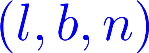 (l, b, n)